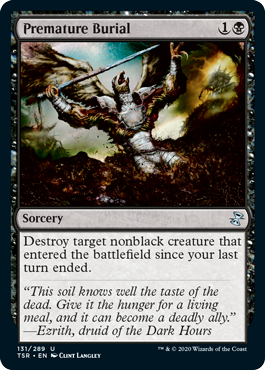 Premature Burial 1
Sorcery
Destroy target nonblack creature that
entered the battlefield since your last
turn ended.
“This soil knows well the taste of the
dead. Give it the hunger for a living
meal, and it can become a deadly ally.”
—Ezrith, druid of the Dark Hours
131/289 U
TSR • EN CLINT LANGLEY
™ & © 2020 Wizards of the Coast